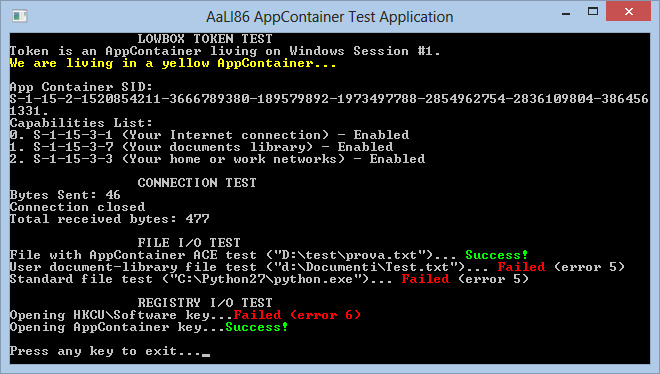 AaLl86 AppContainer Test Application
LOWBOX TOKEN TEST
Token is an AppContainer living on Windows Session #1.
We are living in a yellow AppContainer...
App Container SID:
S-1-15-2-1520854211-3666789380-189579892-1973497788-2854962754-2836109804-386456
1331.
Capabilities List:
0. S-1-15-3-1 (Your Internet connection) - Enabled
1. S-1-15-3-7 (Your documents library) - Enabled
2. S-1-15-3-3 (Your home or work networks) - Enabled
CONNECTION TEST
Bytes Sent: 46
Connection closed
Total received bytes: 477
FILE I/O TEST
File with AppContainer ACE test ("D:\test\prova.txt")... Success!
User document-library file test ("d:\Documenti\Test.txt")... Failed (error 5)
Standard file test ("C:\Python27\python.exe")... Failed (error 5)
REGISTRY I/O TEST
Opening HKCU\Software key...Failed (error 6)
Opening AppContainer key...Success!
Press any key to exit..._